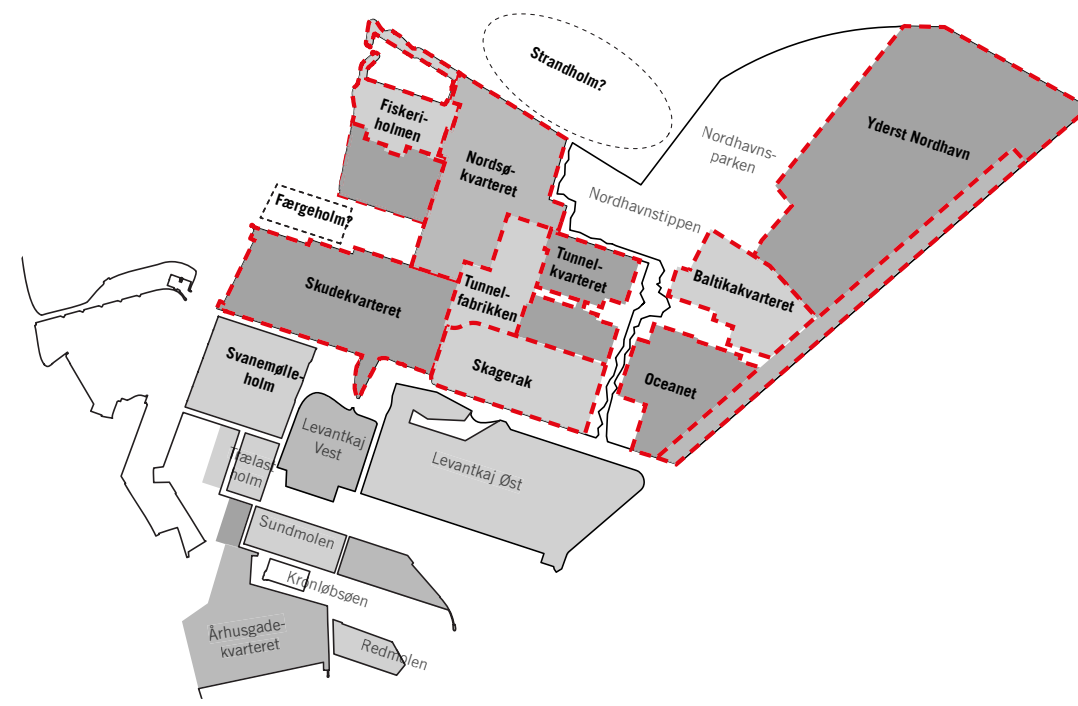 Strandholm?
Yderst Nordhavn
Fiskeri-
holmen
Nordhavns-
parken
Nordsø-
kvarteret
Nordhavnstippen
Færgeholm?
Tunnel-
kvarteret
Baltikakvarteret
Skudekvarteret
Tunnel-
fabrikken
Svanemølle-
holm
Skagerak
Oceanet
Levantkaj
Vest
Levantkaj Øst
Trælast
holm
Sundmolen
Kronløbsøen
Århusgade-
kvarteret
Redmolen